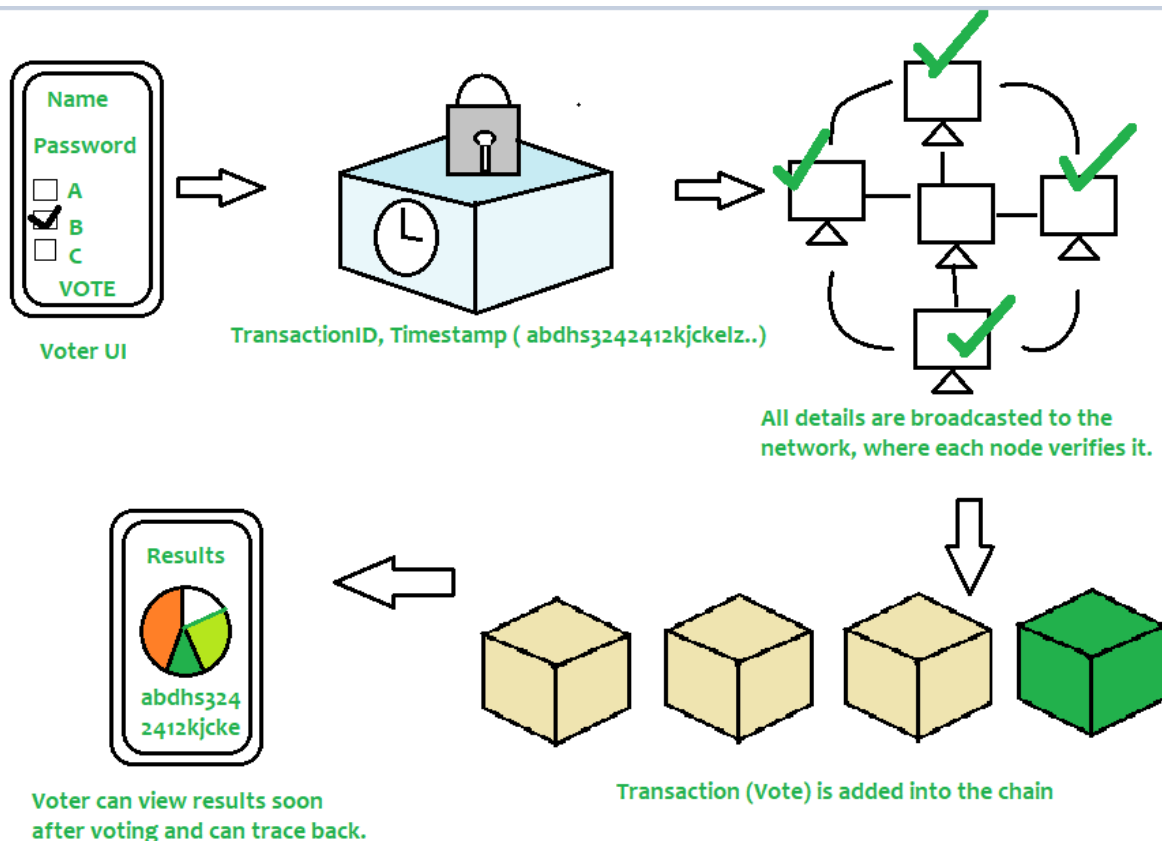 Name
Password
A
B
C
VOTE
Voter UI
TransactionID, Timestamp ( abdhs3242412kjckelz..)
All details are broadcasted to the
network, where each node verifies it.
Results
abdhs324
2412kjcke
Voter can view results soon
after voting and can trace back.
Transaction (Vote) is added into the chain